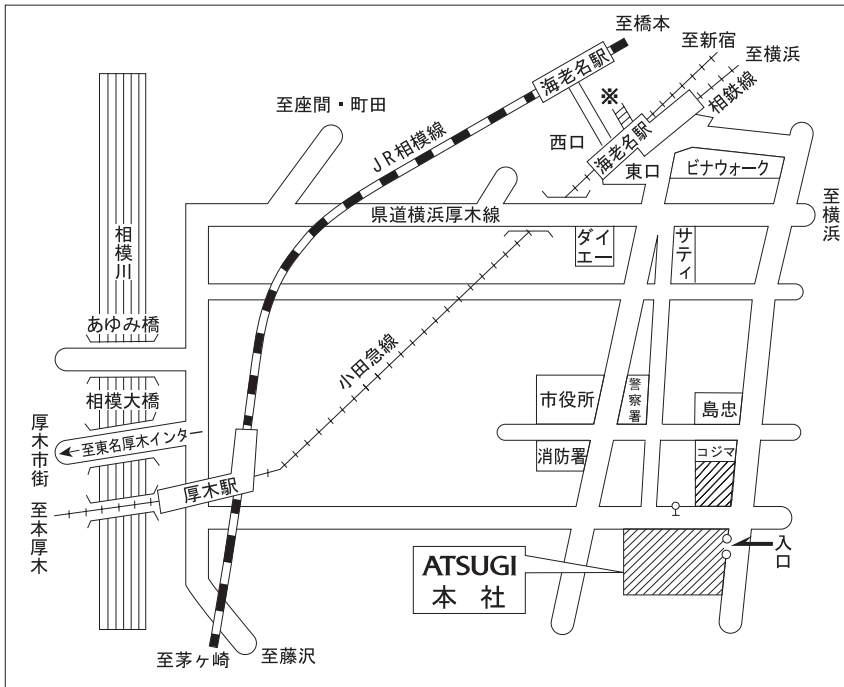 至橋本
海老名駅
至新宿
至横浜
相鉄線
※
至座間・町田
JR相模線
西口
海老名駅
東口
ビナウォーク
至横浜
県道横浜厚木線
ダイエー
サティ
相模川
あゆみ橋
小田急線
相模大橋
市役所
警察署
島忠
厚木市街
至東名厚木インター
消防署
コジマ
厚木駅
至本厚木
入口
ATSUGI
本社
至茅ヶ崎
至藤沢